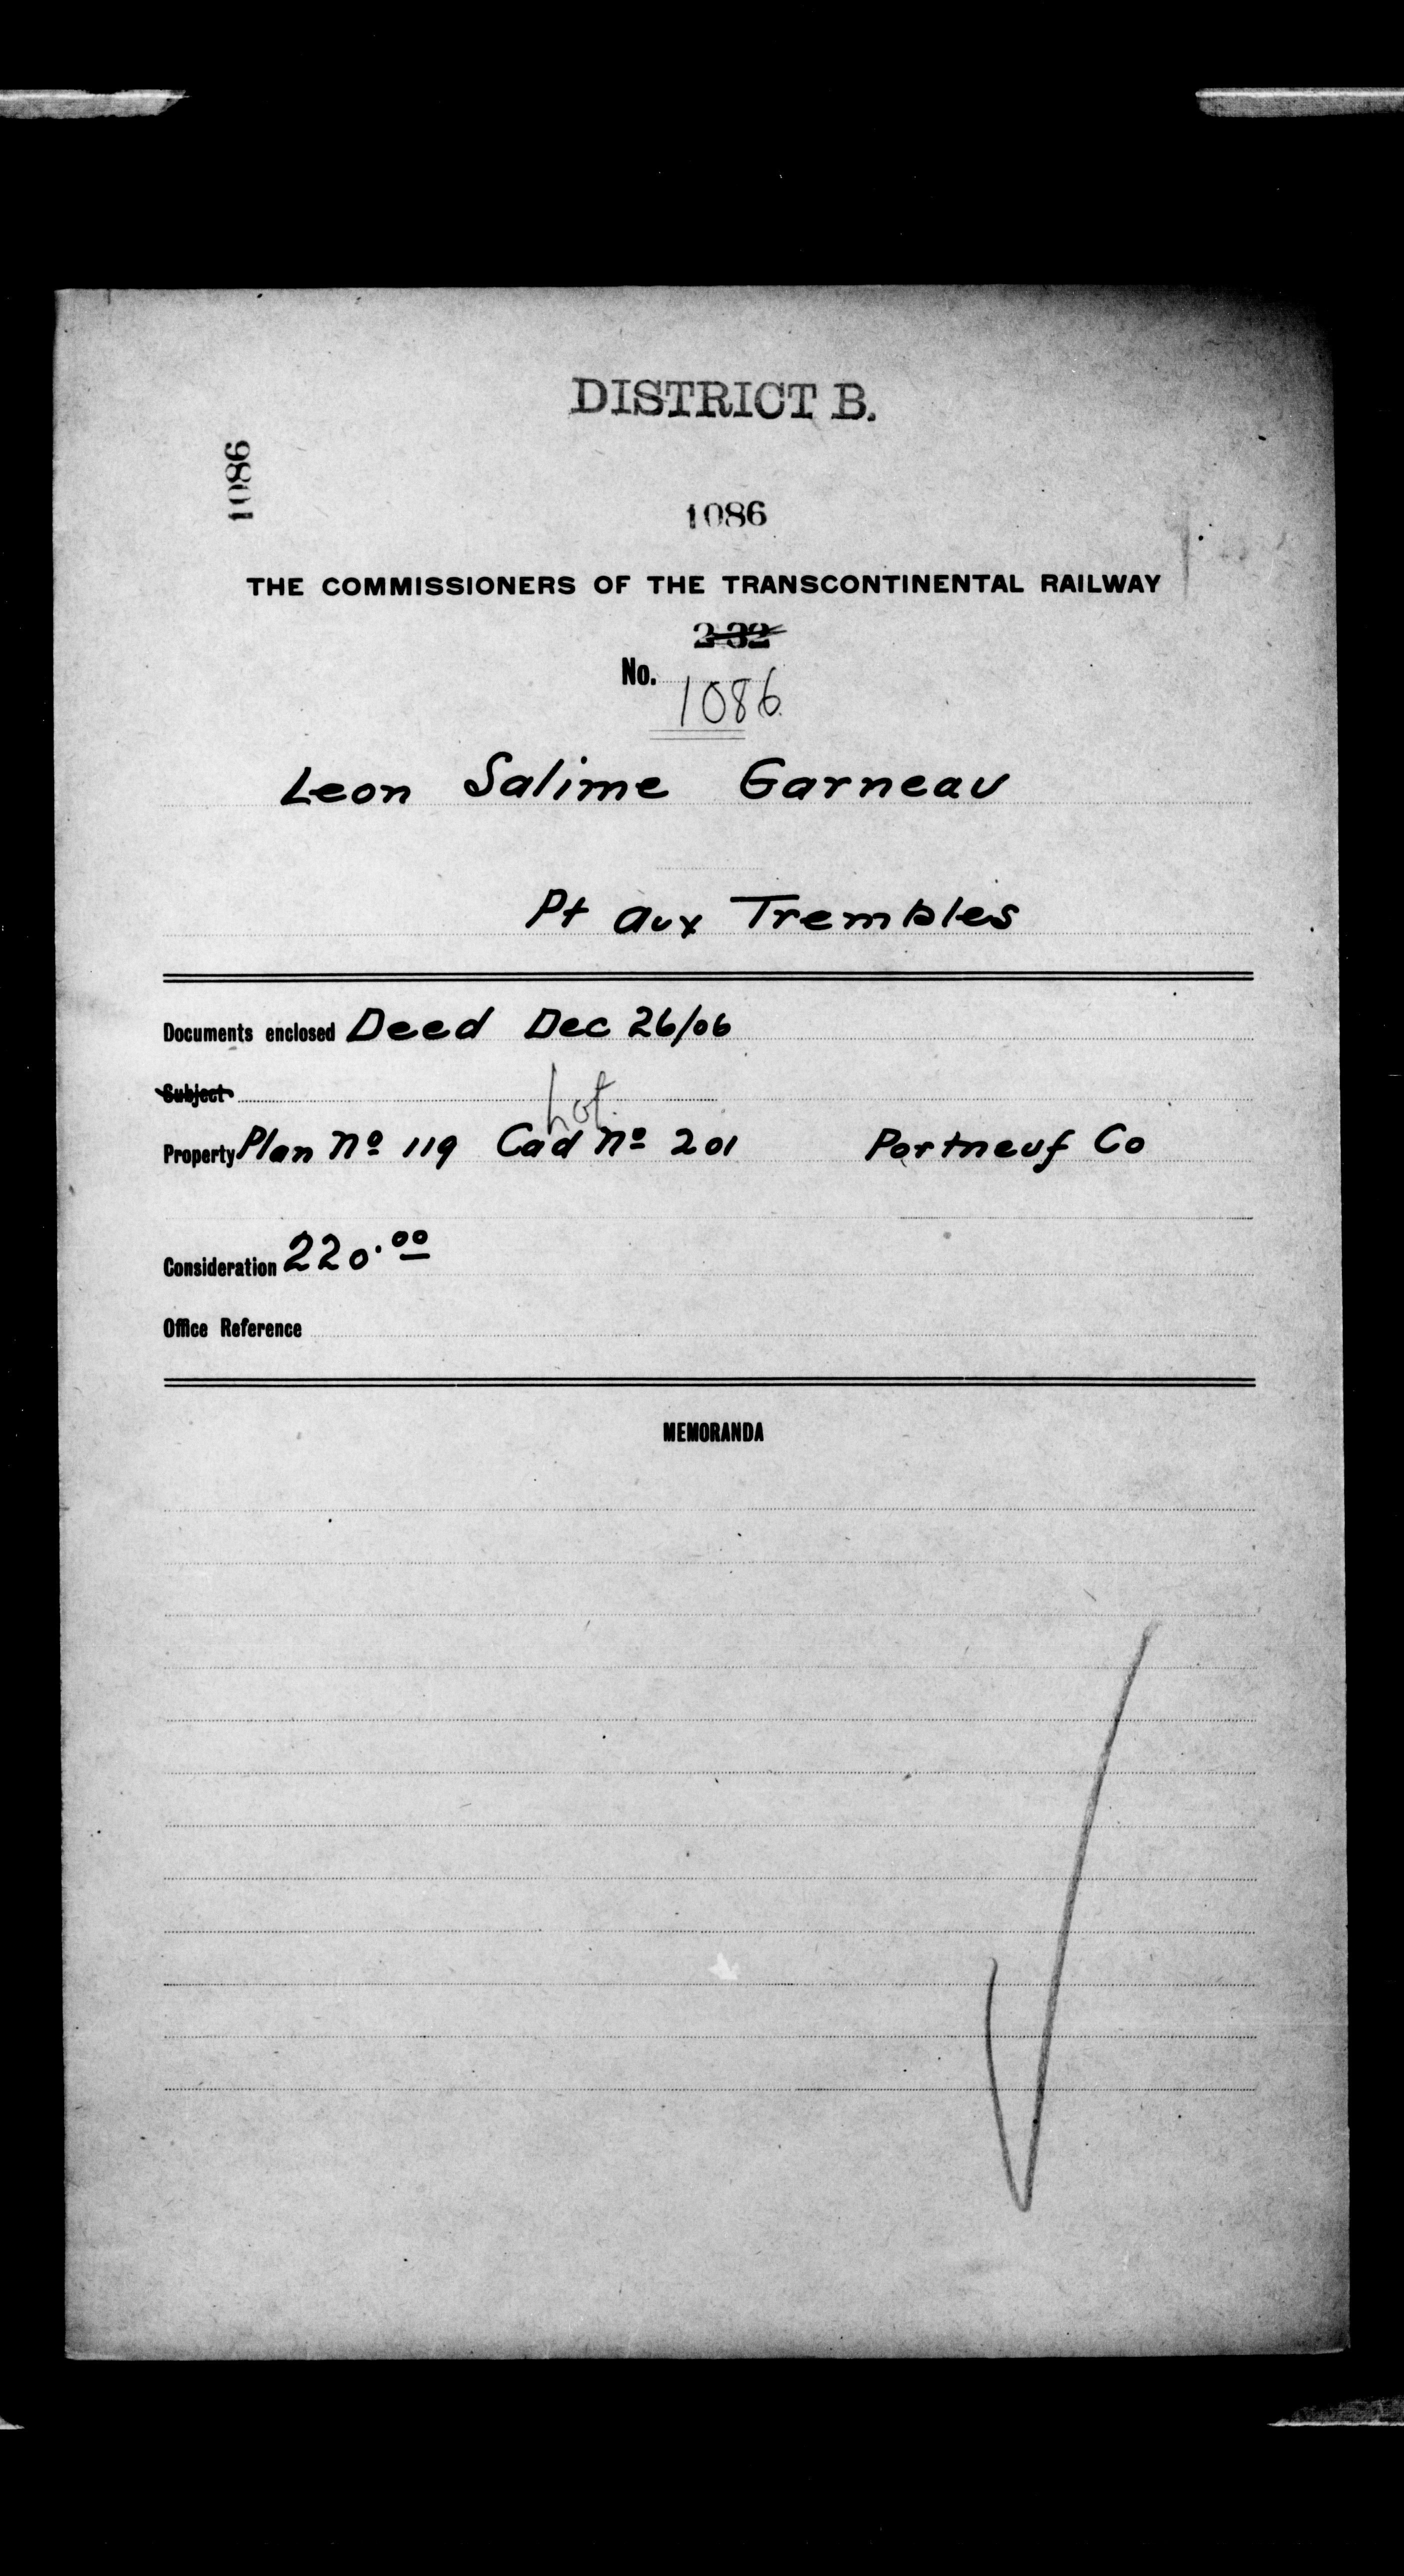 DISTRICT B.
1086
1086
THE COMMISSIONERS OF THE TRANSCONTINENTAL RAILWAY
232
No. 1086
Leon Salime Garneau
Pt aux Trembles
Documents enclosed Deed Dec 26/06
Subject
Lot
Property Plan No 119 Cad No 201 Portneuf Co
Consideration 220.00
Office Reference
MEMORANDA